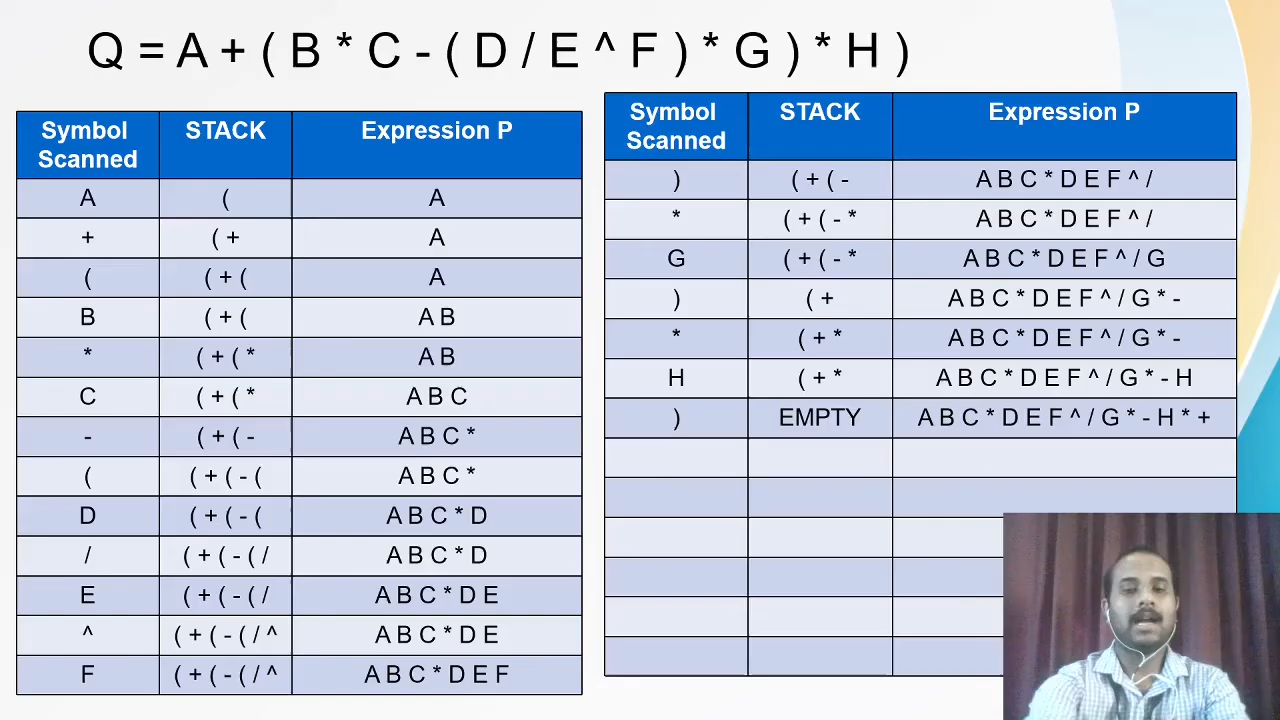 Q = A + ( B * C - ( D / E ^ F ) * G ) * H )
Symbol Scanned STACK Expression P
A ( A
+ ( + A
( ( + ( A
B ( + ( A B
* ( + ( * A B
C ( + ( * A B C
- ( + ( - A B C *
( ( + ( - ( A B C *
D ( + ( - ( A B C * D
/ ( + ( - ( / A B C * D
E ( + ( - ( / A B C * D E
^ ( + ( - ( / ^ A B C * D E
F ( + ( - ( / ^ A B C * D E F
Symbol Scanned STACK Expression P
) ( + ( - A B C * D E F ^ /
* ( + ( - * A B C * D E F ^ /
G ( + ( - * A B C * D E F ^ / G
) ( + A B C * D E F ^ / G * -
* ( + * A B C * D E F ^ / G * -
H ( + * A B C * D E F ^ / G * - H
) EMPTY A B C * D E F ^ / G * - H * +